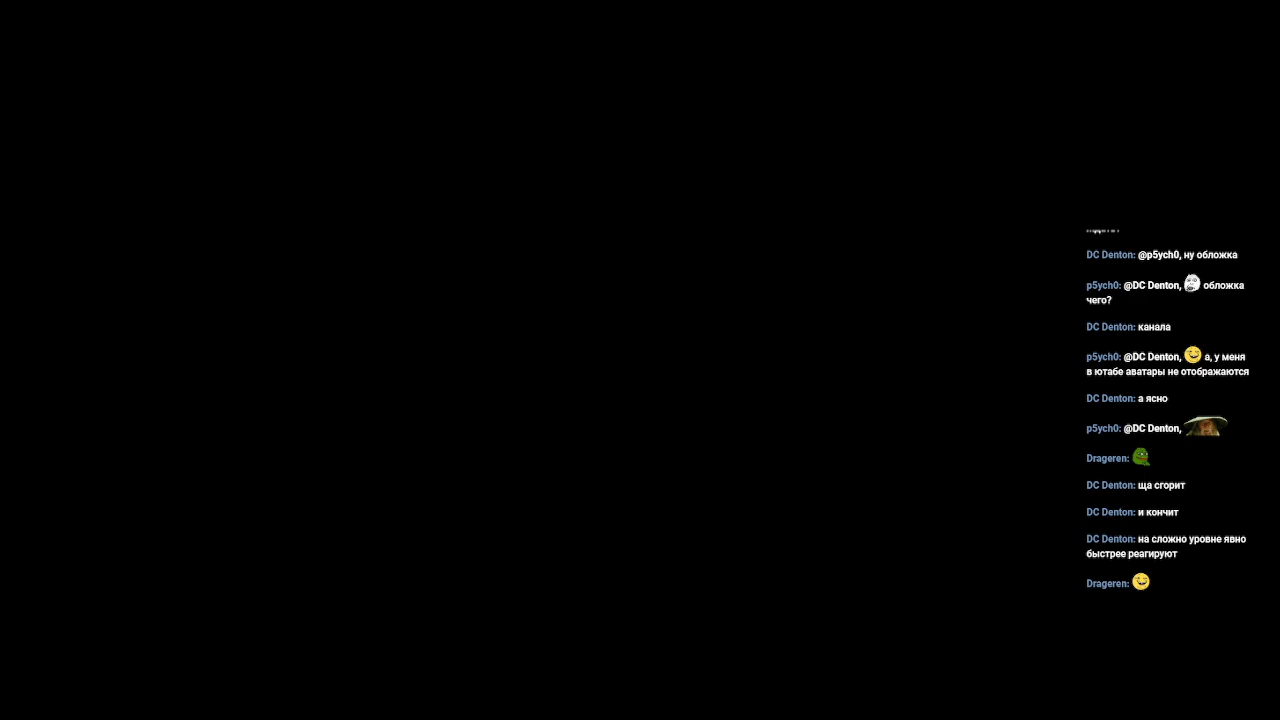 DC Denton: @p5ych0, ну обложка
p5ych0: @DC Denton, обложка
чего?
DC Denton: канала
p5ych0: @DC Denton, а, у меня
в ютабе аватары не отображаются
DC Denton: а ясно
p5ych0: @DC Denton,
Drageren:
DC Denton: ща сгорит
DC Denton: и кончит
DC Denton: на сложно уровне явно
быстрее реагируют
Drageren: